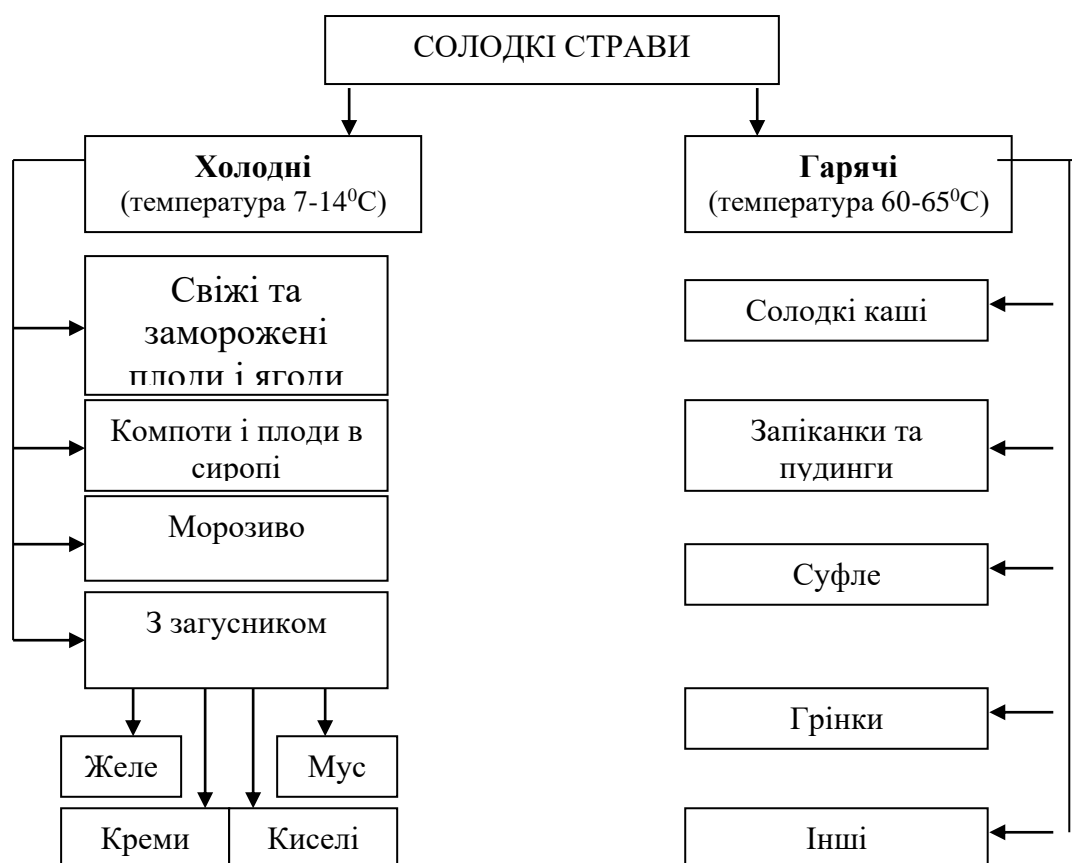 СОЛОДКІ СТРАВИ
Холодні
(температура 7-14⁰С)
Свіжі та
заморожені
плоди і ягоди
Компоти і плоди в
сиропі
Морозиво
З загусником
Желе
Мус
Креми
Киселі
Гарячі
(температура 60-65⁰С)
Солодкі каші
Запіканки та
пудинги
Суфле
Грінки
Інші